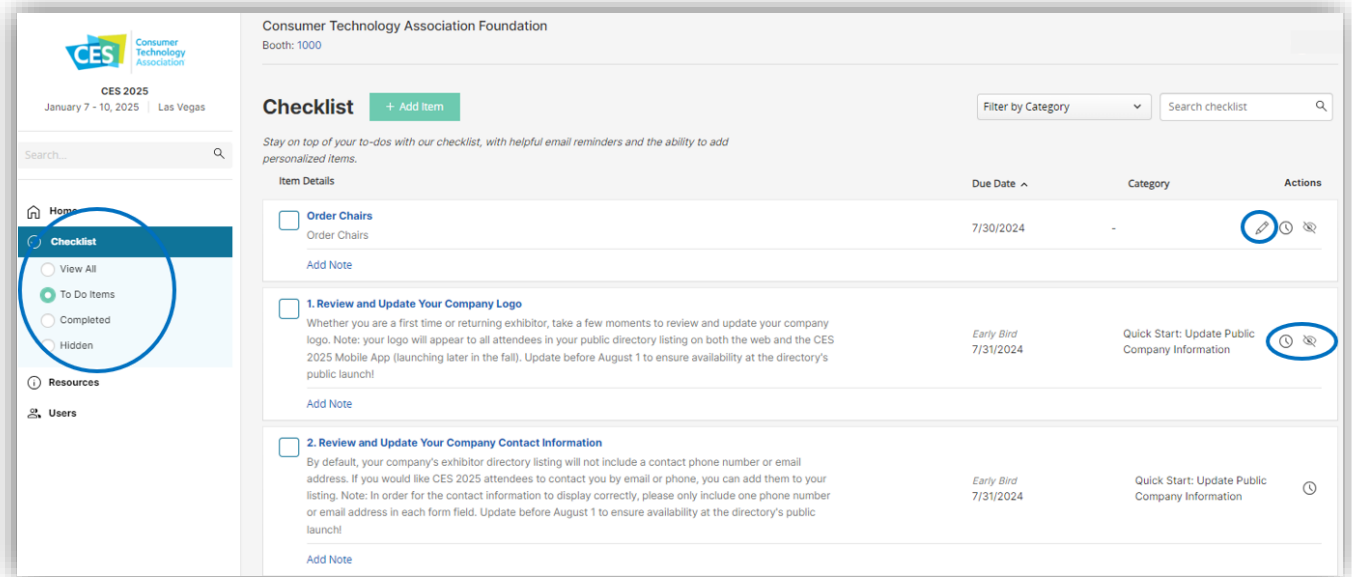 CES
Consumer
Technology
Association
CES 2025
January 7 - 10, 2025 | Las Vegas
Search...
Home
Checklist
View All
To Do Items
Completed
Hidden
Resources
Users
Consumer Technology Association Foundation
Booth: 1000
Checklist
+ Add Item
Filter by Category
Search checklist
Stay on top of your to-dos with our checklist, with helpful email reminders and the ability to add
personalized items.
Item Details
Due Date
Category
Actions
Order Chairs
Order Chairs
7/30/2024
-
Add Note
1. Review and Update Your Company Logo
Whether you are a first time or returning exhibitor, take a few moments to review and update your company
logo. Note: your logo will appear to all attendees in your public directory listing on both the web and the CES
2025 Mobile App (launching later in the fall). Update before August 1 to ensure availability at the directory's
public launch!
Early Bird
7/31/2024
Quick Start: Update Public
Company Information
Add Note
2. Review and Update Your Company Contact Information
By default, your company's exhibitor directory listing will not include a contact phone number or email
address. If you would like CES 2025 attendees to contact you by email or phone, you can add them to your
listing. Note: In order for the contact information to display correctly, please only include one phone number
or email address in each form field. Update before August 1 to ensure availability at the directory's public
launch!
Early Bird
7/31/2024
Quick Start: Update Public
Company Information
Add Note